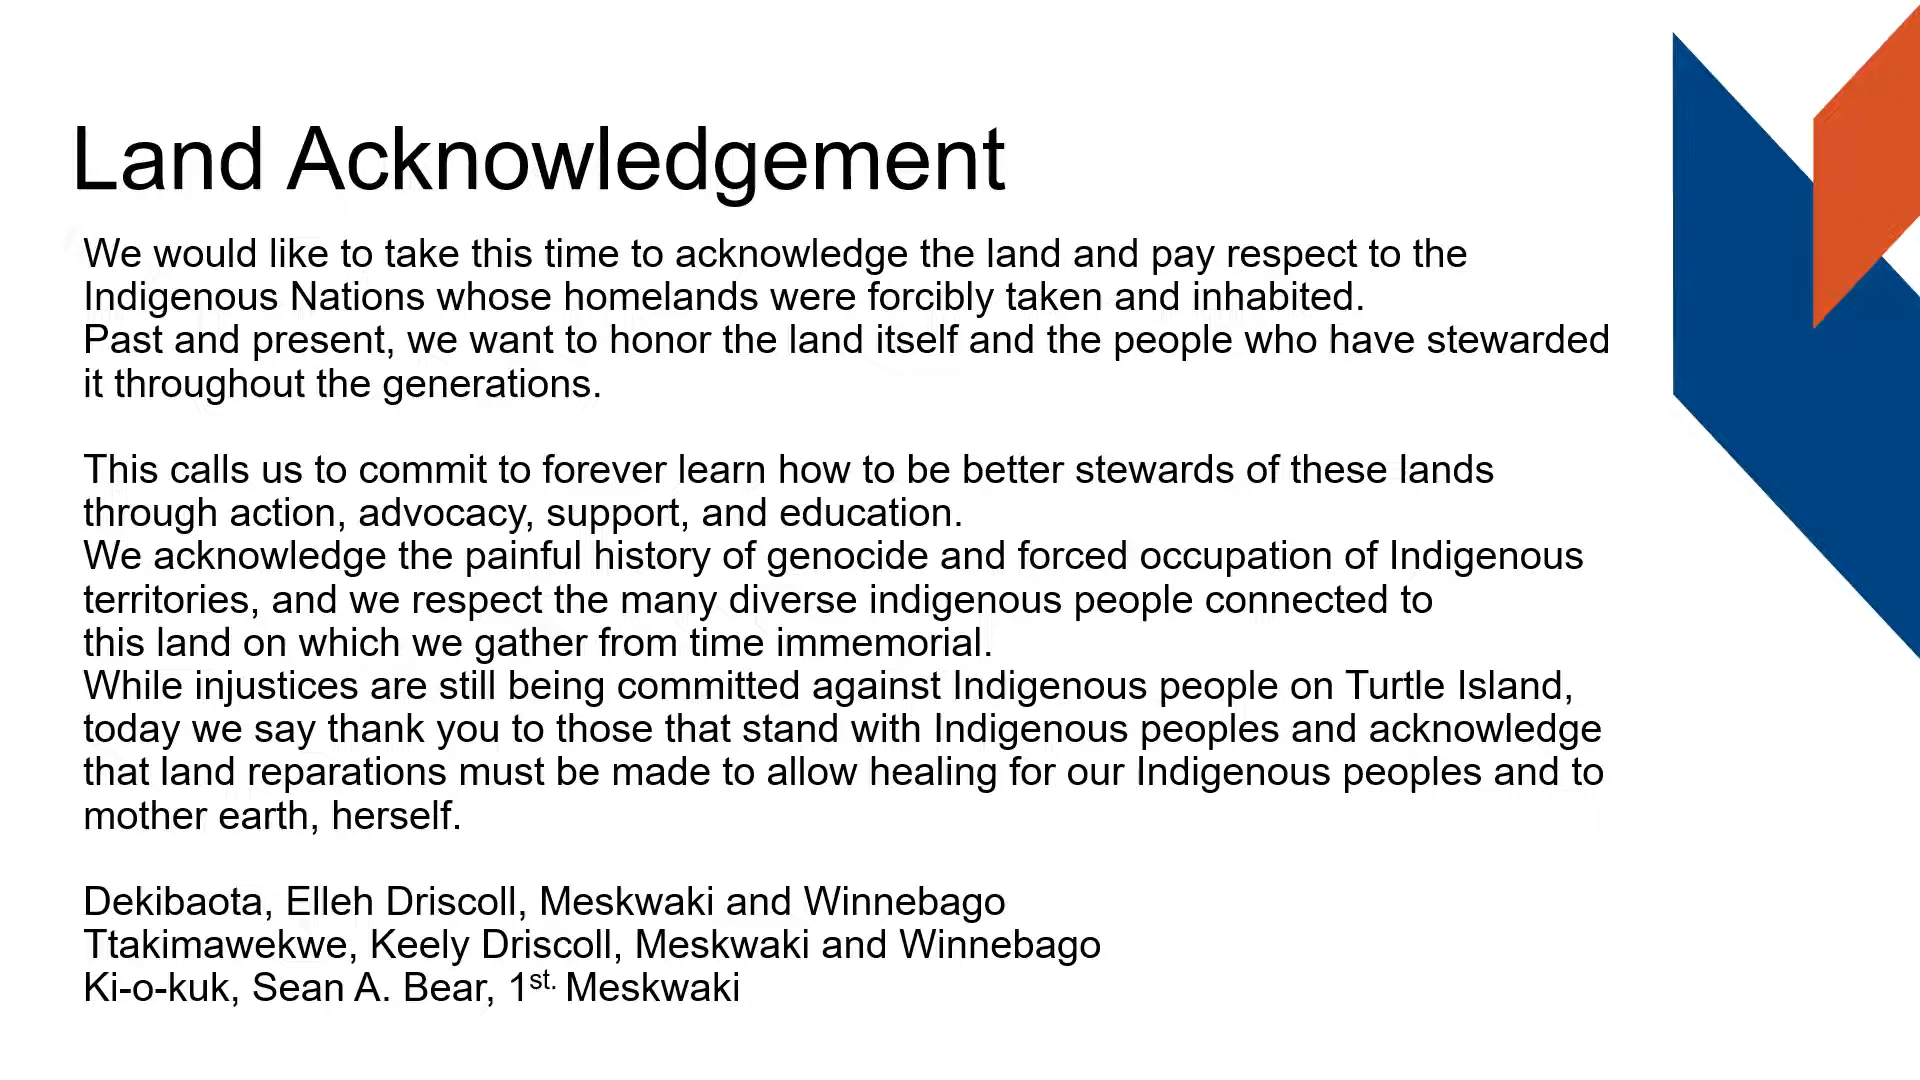 Land Acknowledgement
We would like to take this time to acknowledge the land and pay respect to the
Indigenous Nations whose homelands were forcibly taken and inhabited.
Past and present, we want to honor the land itself and the people who have stewarded
it throughout the generations.
This calls us to commit to forever learn how to be better stewards of these lands
through action, advocacy, support, and education.
We acknowledge the painful history of genocide and forced occupation of Indigenous
territories, and we respect the many diverse indigenous people connected to
this land on which we gather from time immemorial.
While injustices are still being committed against Indigenous people on Turtle Island,
today we say thank you to those that stand with Indigenous peoples and acknowledge
that land reparations must be made to allow healing for our Indigenous peoples and to
mother earth, herself.
Dekibaota, Elleh Driscoll, Meskwaki and Winnebago
Ttakimawekwe, Keely Driscoll, Meskwaki and Winnebago
Ki-o-kuk, Sean A. Bear, 1st. Meskwaki